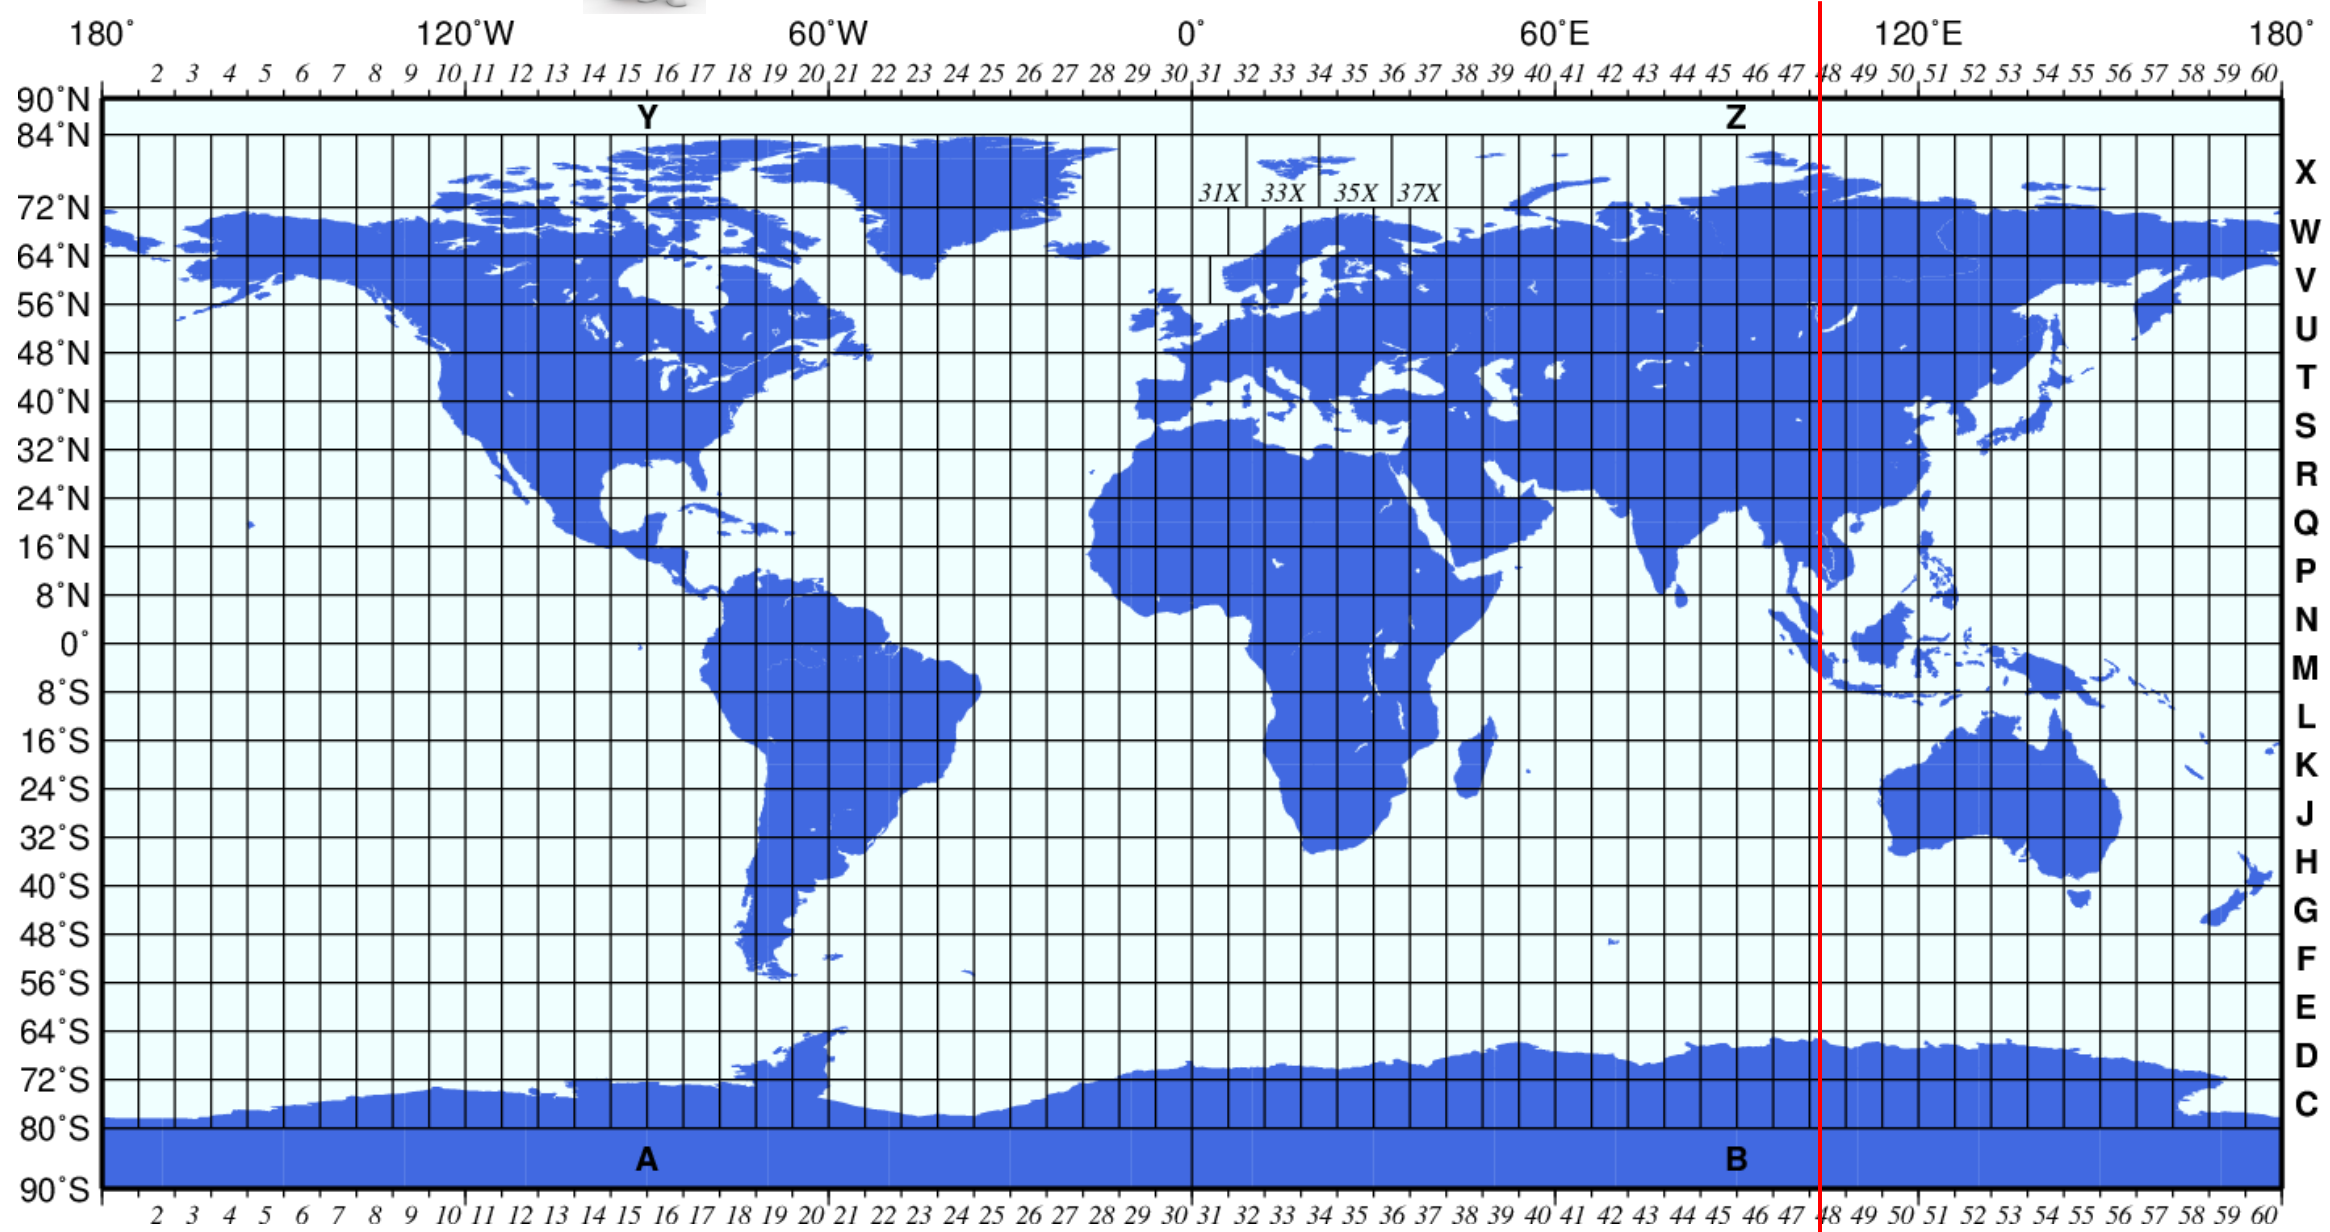 180° 120°W 60°W 0° 60°E 120°E 180°
2 3 4 5 6 7 8 9 10 11 12 13 14 15 16 17 18 19 20 21 22 23 24 25 26 27 28 29 30 31 32 33 34 35 36 37 38 39 40 41 42 43 44 45 46 47 48 49 50 51 52 53 54 55 56 57 58 59 60
90°N
Y Z
84°N
X
31X 33X 35X 37X
72°N
W
64°N
V
56°N
U
48°N
T
40°N
S
32°N
R
24°N
Q
16°N
P
8°N
N
0°
M
8°S
L
16°S
K
24°S
J
32°S
H
40°S
G
48°S
F
56°S
E
64°S
D
72°S
C
80°S
A B
90°S
2 3 4 5 6 7 8 9 10 11 12 13 14 15 16 17 18 19 20 21 22 23 24 25 26 27 28 29 30 31 32 33 34 35 36 37 38 39 40 41 42 43 44 45 46 47 48 49 50 51 52 53 54 55 56 57 58 59 60